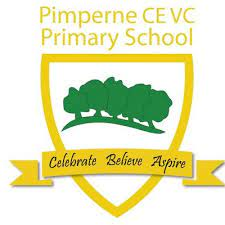 Pimperne CE VC
Primary School
Celebrate Believe Aspire